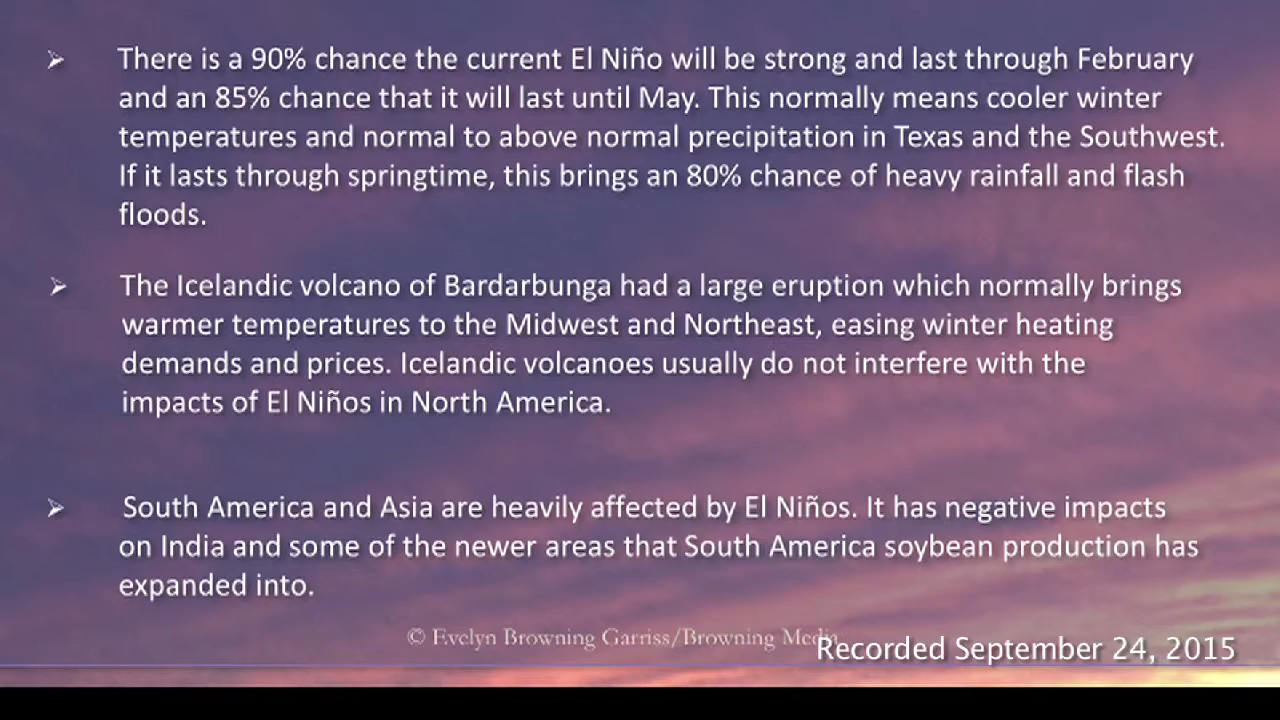 There is a 90% chance the current El Niño will be strong and last through February
and an 85% chance that it will last until May. This normally means cooler winter
temperatures and normal to above normal precipitation in Texas and the Southwest.
If it lasts through springtime, this brings an 80% chance of heavy rainfall and flash
floods.
The Icelandic volcano of Bardarbunga had a large eruption which normally brings
warmer temperatures to the Midwest and Northeast, easing winter heating
demands and prices. Icelandic volcanoes usually do not interfere with the
impacts of El Niños in North America.
South America and Asia are heavily affected by El Niños. It has negative impacts
on India and some of the newer areas that South America soybean production has
expanded into.
© Evelyn Browning Garriss/Browning Media
Recorded September 24, 2015